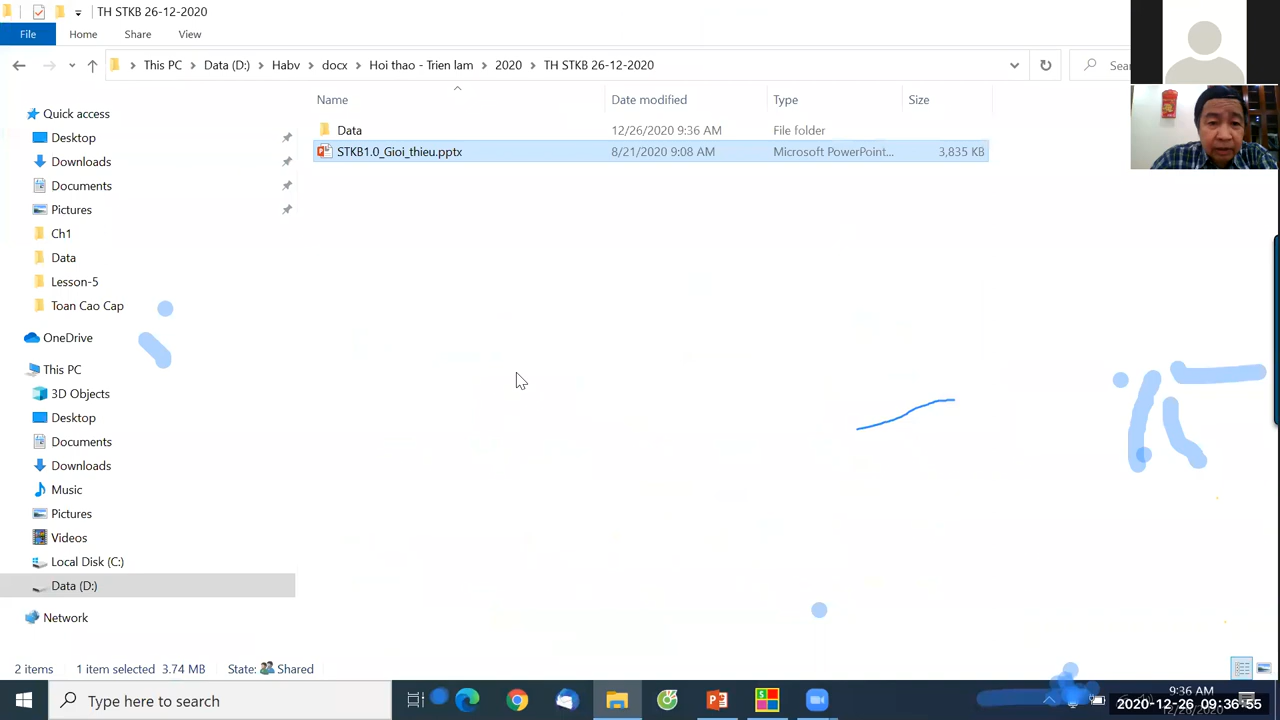 TH STKB 26-12-2020
File Home Share View
This PC Data (D:) Habv docx Hoi thao - Trien lam 2020 TH STKB 26-12-2020
Name Date modified Type Size
Quick access
Data 12/26/2020 9:36 AM File folder
Desktop
STKB1.0_Gioi_thieu.pptx 8/21/2020 9:08 AM Microsoft PowerPoint... 3,835 KB
Downloads
Documents
Pictures
Ch1
Data
Lesson-5
Toan Cao Cap
OneDrive
This PC
3D Objects
Desktop
Documents
Downloads
Music
Pictures
Videos
Local Disk (C:)
Data (D:)
Network
2 items 1 item selected 3.74 MB State: Shared
Type here to search
9:36 AM
2020-12-26 09:36:55